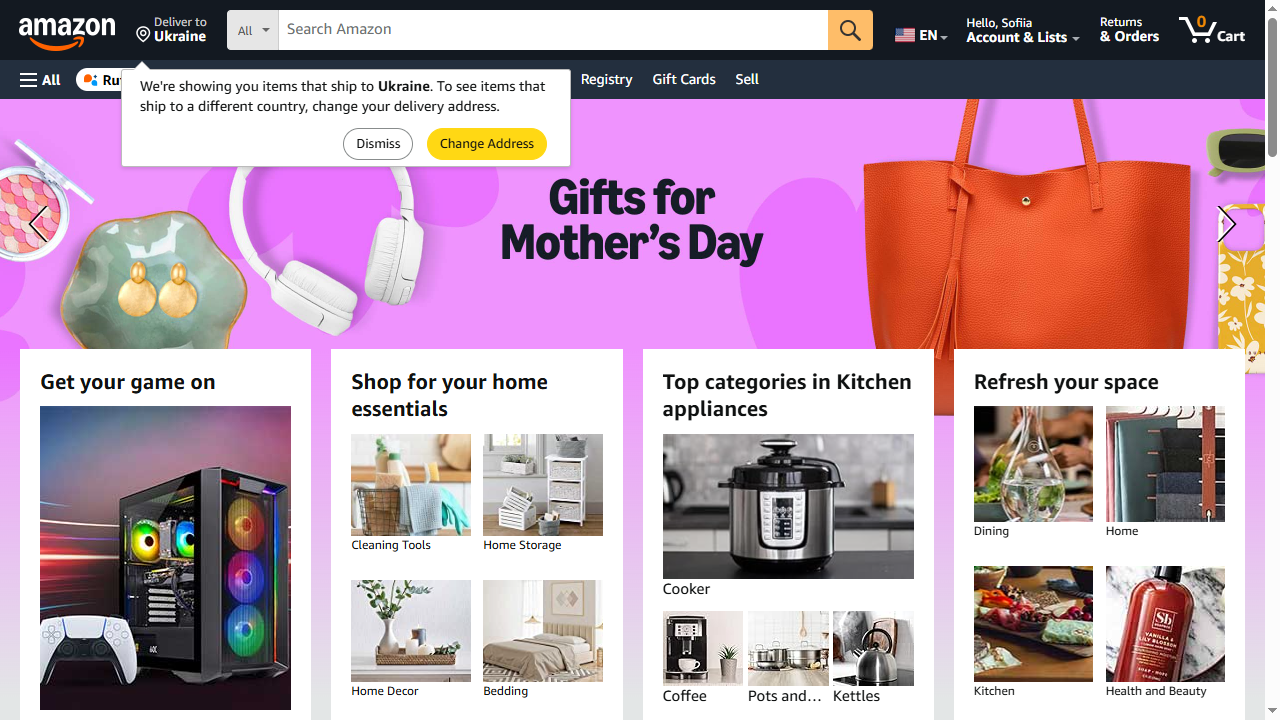 amazon
Deliver to
Ukraine
All
Search Amazon
EN
Hello, Sofiia
Account & Lists
Returns
& Orders
0
Cart
All
Registry
Gift Cards
Sell
We're showing you items that ship to Ukraine. To see items that
ship to a different country, change your delivery address.
Dismiss
Change Address
Gifts for
Mother's Day
Get your game on
Shop for your home
essentials
Cleaning Tools
Home Storage
Home Decor
Bedding
Top categories in Kitchen
appliances
Cooker
Coffee
Pots and...
Kettles
Refresh your space
Dining
Home
Kitchen
Health and Beauty
Sb
VANILLA &
LILY BLOSSOM